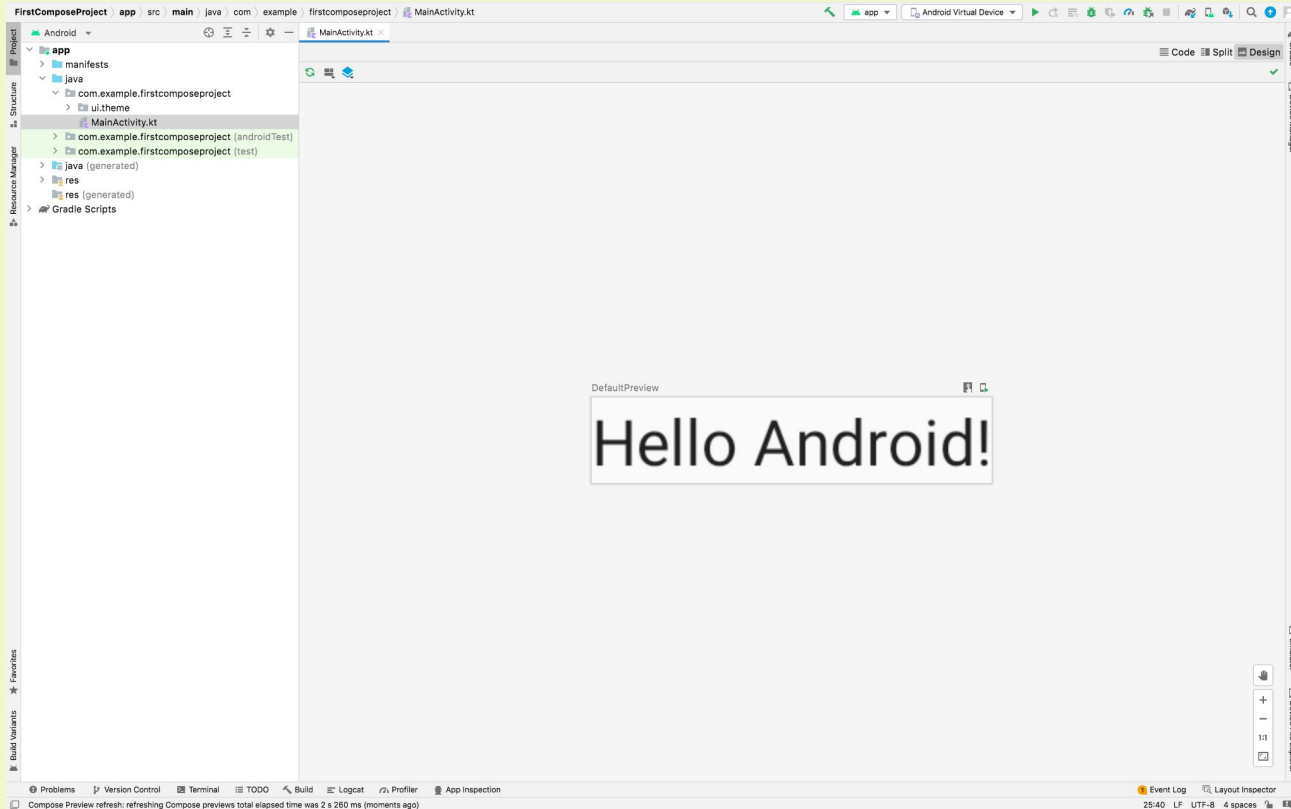 FirstComposeProject app src main java com example firstcomposeproject MainActivity.kt app Android Virtual Device
Project
Android
MainActivity.kt
Code Split Design
app
manifests
java
com.example.firstcomposeproject
ui.theme
MainActivity.kt
com.example.firstcomposeproject (androidTest)
com.example.firstcomposeproject (test)
java (generated)
res
res (generated)
Gradle Scripts
Structure
Resource Manager
DefaultPreview
Hello Android!
Favorites
Build Variants
1:1
Problems Version Control Terminal TODO Build Logcat Profiler App Inspection 1 Event Log Layout Inspector
Compose Preview refresh: refreshing Compose previews total elapsed time was 2 s 260 ms (moments ago) 25:40 LF UTF-8 4 spaces